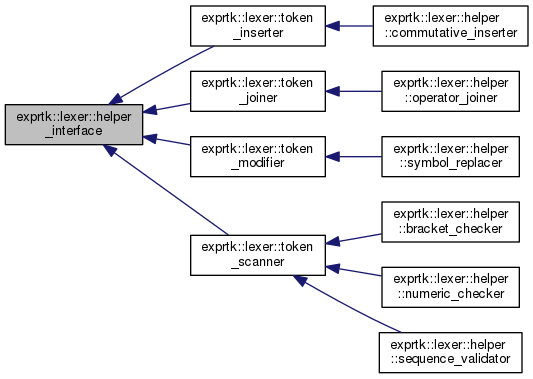 exprtk::lexer::token
_inserter
exprtk::lexer::helper
::commutative_inserter
exprtk::lexer::token
_joiner
exprtk::lexer::helper
::operator_joiner
exprtk::lexer::helper
_interface
exprtk::lexer::token
_modifier
exprtk::lexer::helper
::symbol_replacer
exprtk::lexer::token
_scanner
exprtk::lexer::helper
::bracket_checker
exprtk::lexer::helper
::numeric_checker
exprtk::lexer::helper
::sequence_validator